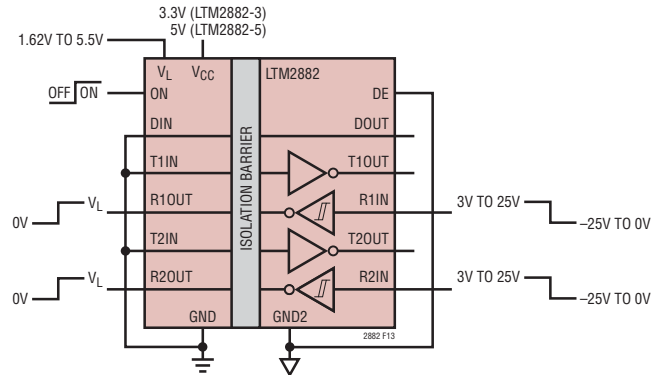 3.3V (LTM2882-3)
5V (LTM2882-5)
1.62V TO 5.5V
VL VCC LTM2882
OFF ON ON DE
DIN DOUT
T1IN T1OUT
ISOLATION BARRIER
VL R1OUT R1IN 3V TO 25V
0V –25V TO 0V
T2IN T2OUT
VL R2OUT R2IN 3V TO 25V
0V –25V TO 0V
GND GND2
2882 F13